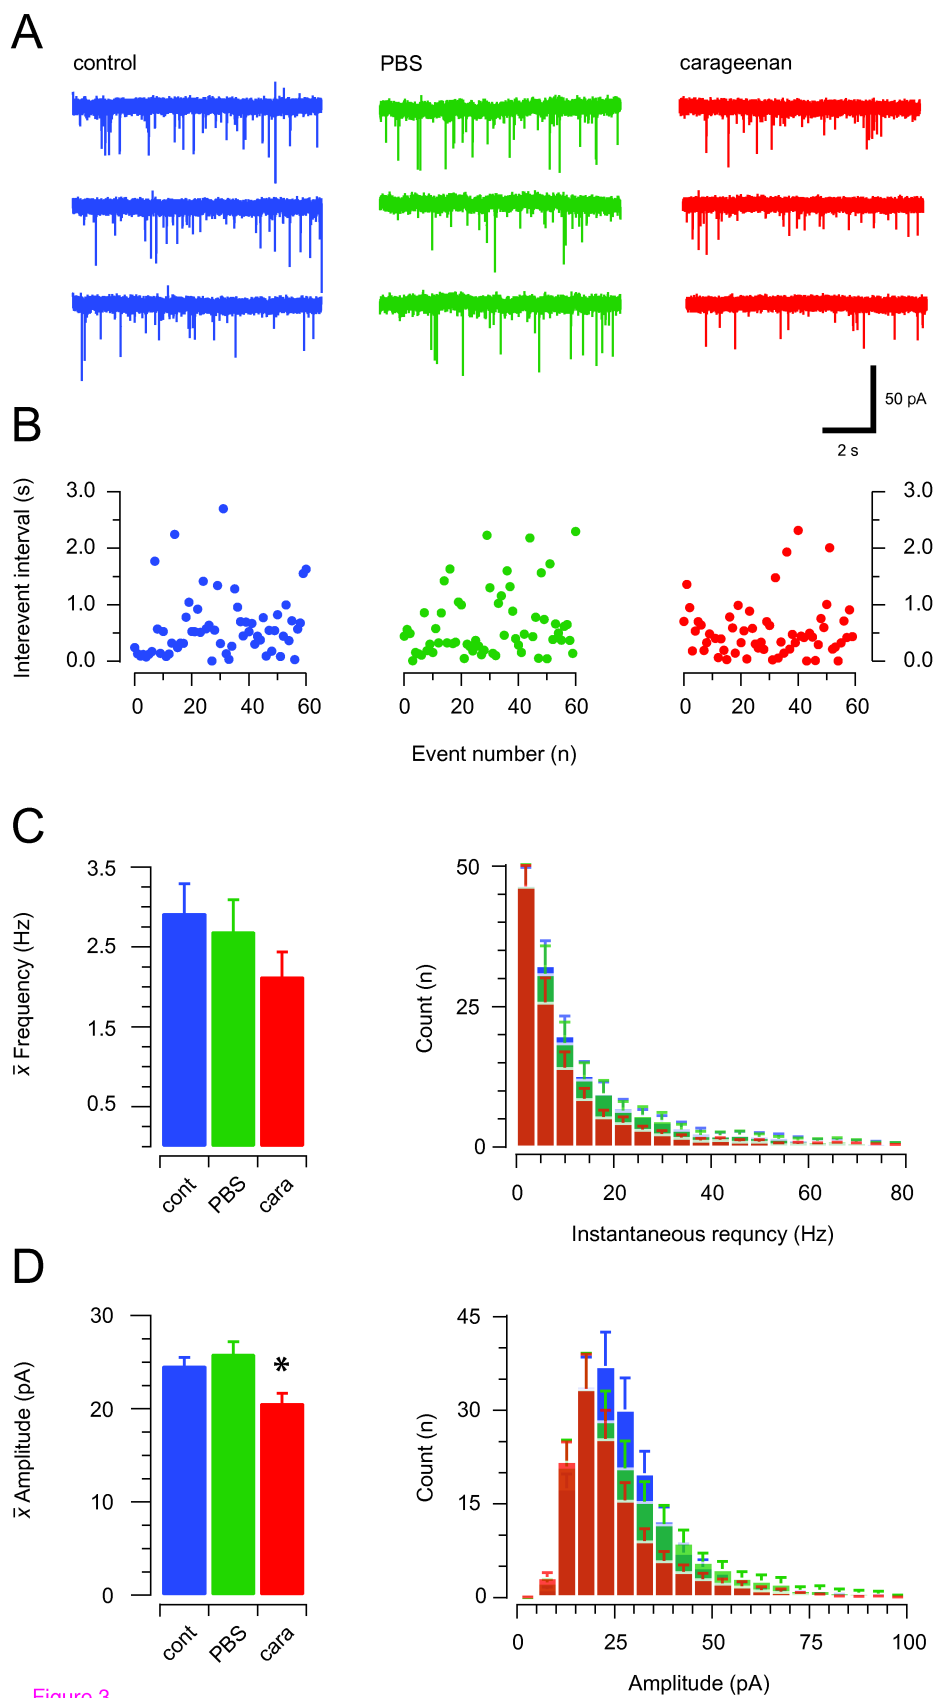 A
control PBS carageenan
50 pA
2 s
B
Interevent interval (s)
3.0
2.0
1.0
0.0
3.0
2.0
1.0
0.0
0 20 40 60
0 20 40 60
0 20 40 60
Event number (n)
C
x̄ Frequency (Hz)
3.5
2.5
1.5
0.5
cont PBS cara
Count (n)
50
25
0
0 20 40 60 80
Instantaneous requncy (Hz)
D
x̄ Amplitude (pA)
30
20
10
0
*
cont PBS cara
Count (n)
45
30
15
0
0 25 50 75 100
Amplitude (pA)
Figure 3